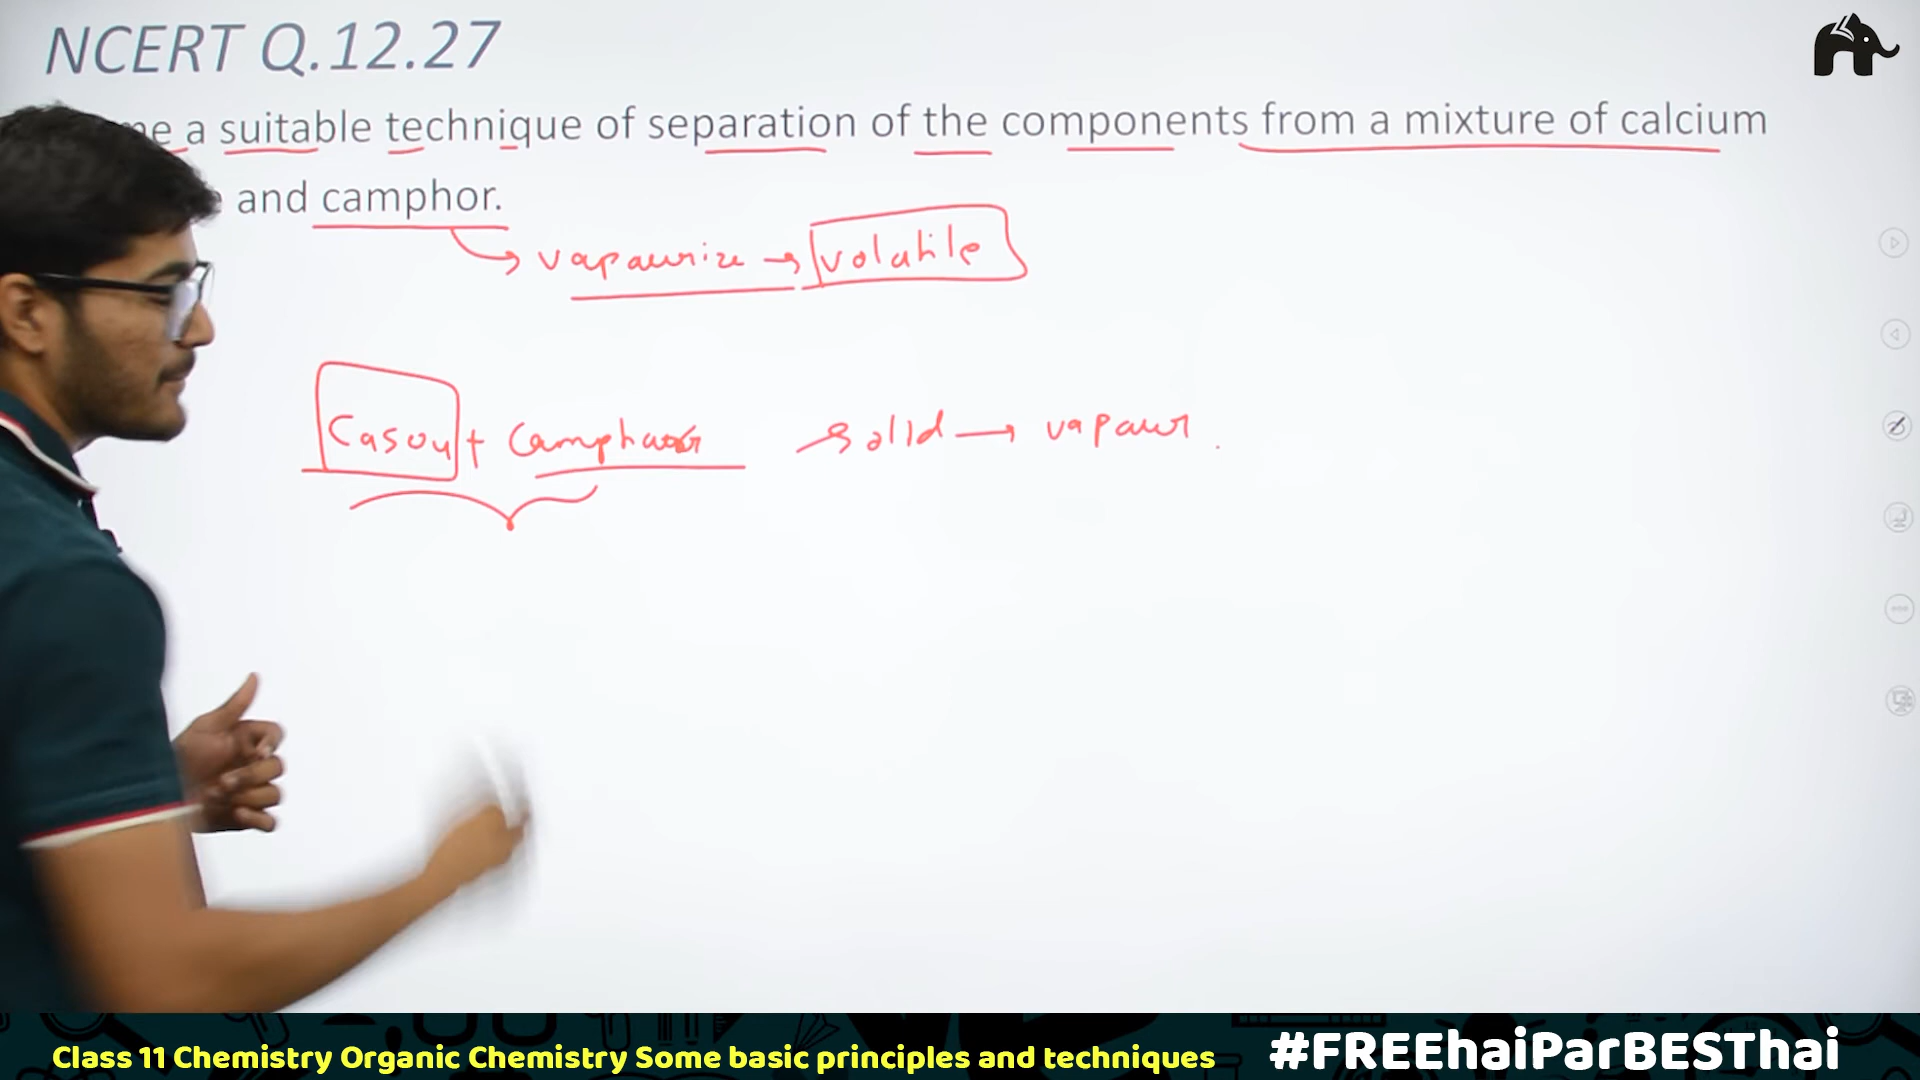 NCERT Q.12.27
a suitable technique of separation of the components from a mixture of calcium
and camphor.
vapourize → volatile
CaSO4 + Camphor solid → vapour.
Class 11 Chemistry Organic Chemistry Some basic principles and techniques #FREEhaiParBESThai